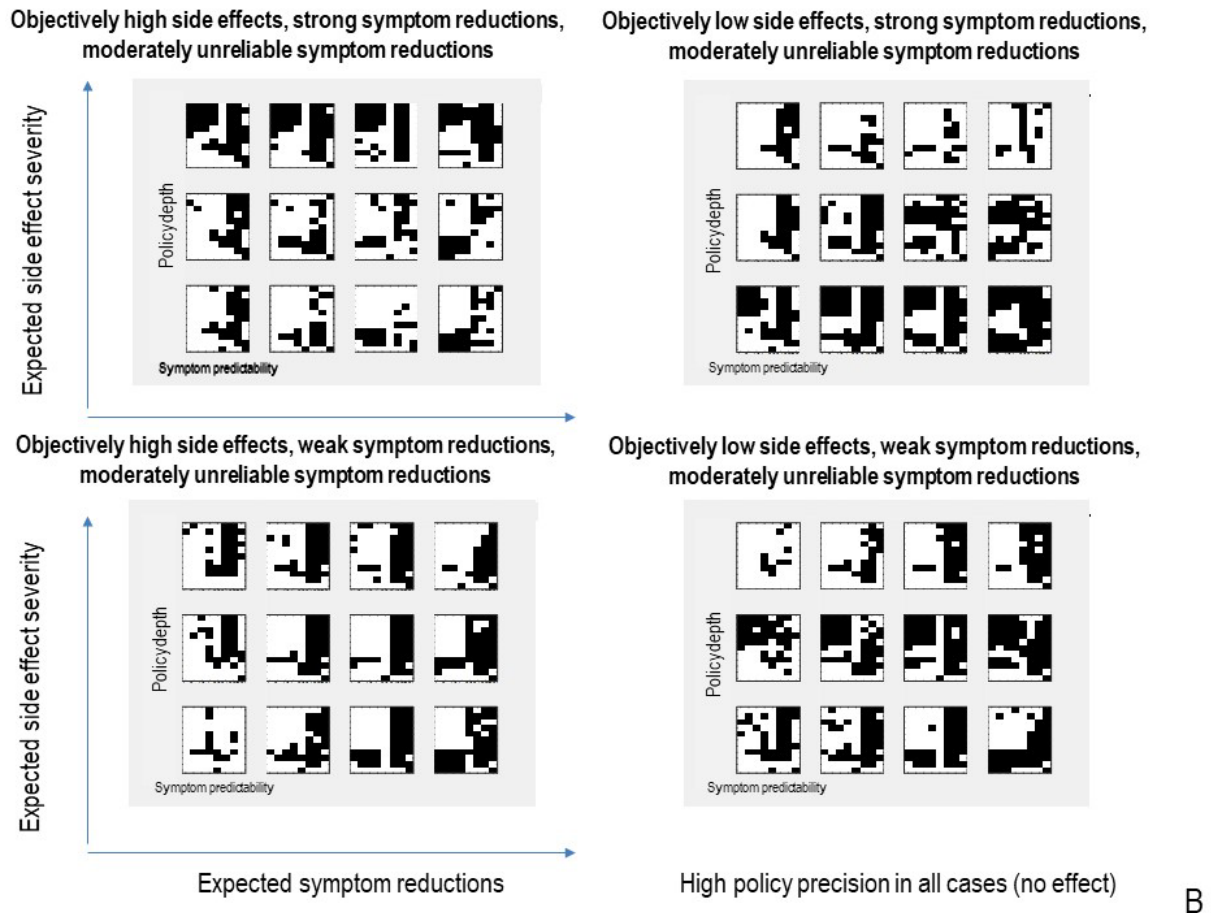 Objectively high side effects, strong symptom reductions,
moderately unreliable symptom reductions
Objectively low side effects, strong symptom reductions,
moderately unreliable symptom reductions
Expected side effect severity
Policydepth
Symptom predictability
Policydepth
Symptom predictability
Objectively high side effects, weak symptom reductions,
moderately unreliable symptom reductions
Objectively low side effects, weak symptom reductions,
moderately unreliable symptom reductions
Expected side effect severity
Policydepth
Symptom predictability
Policydepth
Symptom predictability
Expected symptom reductions
High policy precision in all cases (no effect)
B